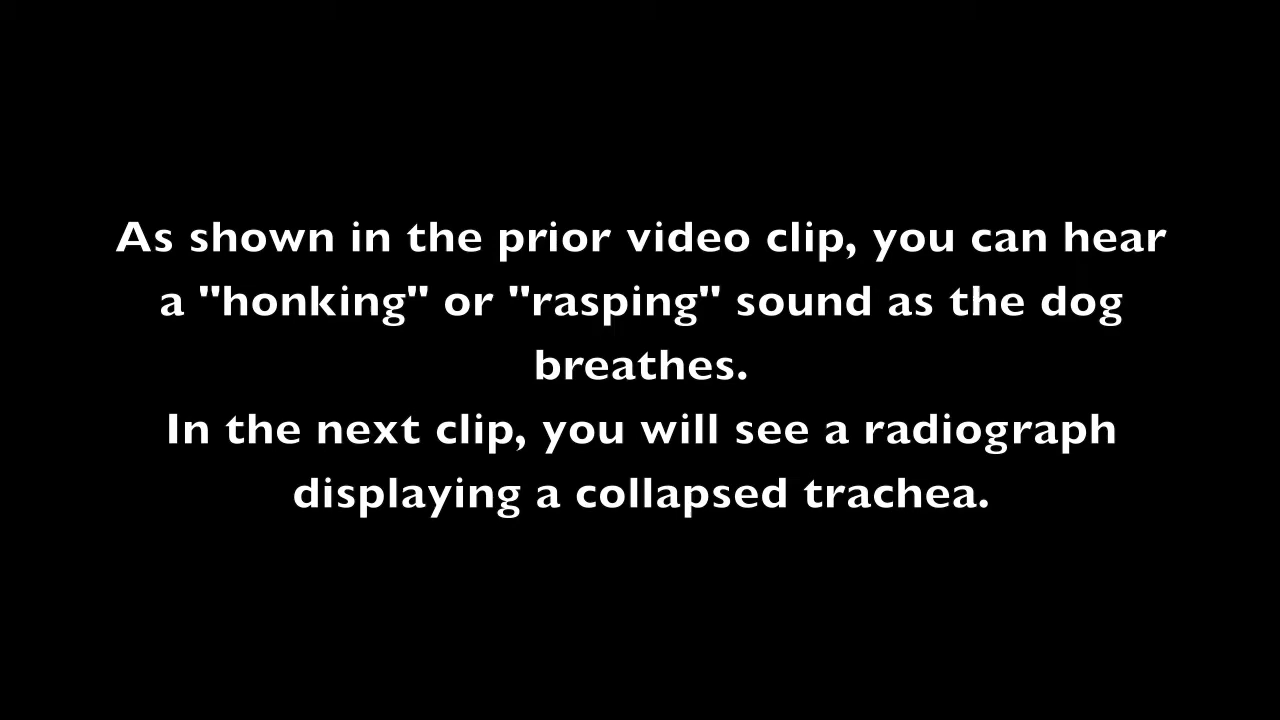 As shown in the prior video clip, you can hear
a "honking" or "rasping" sound as the dog
breathes.
In the next clip, you will see a radiograph
displaying a collapsed trachea.